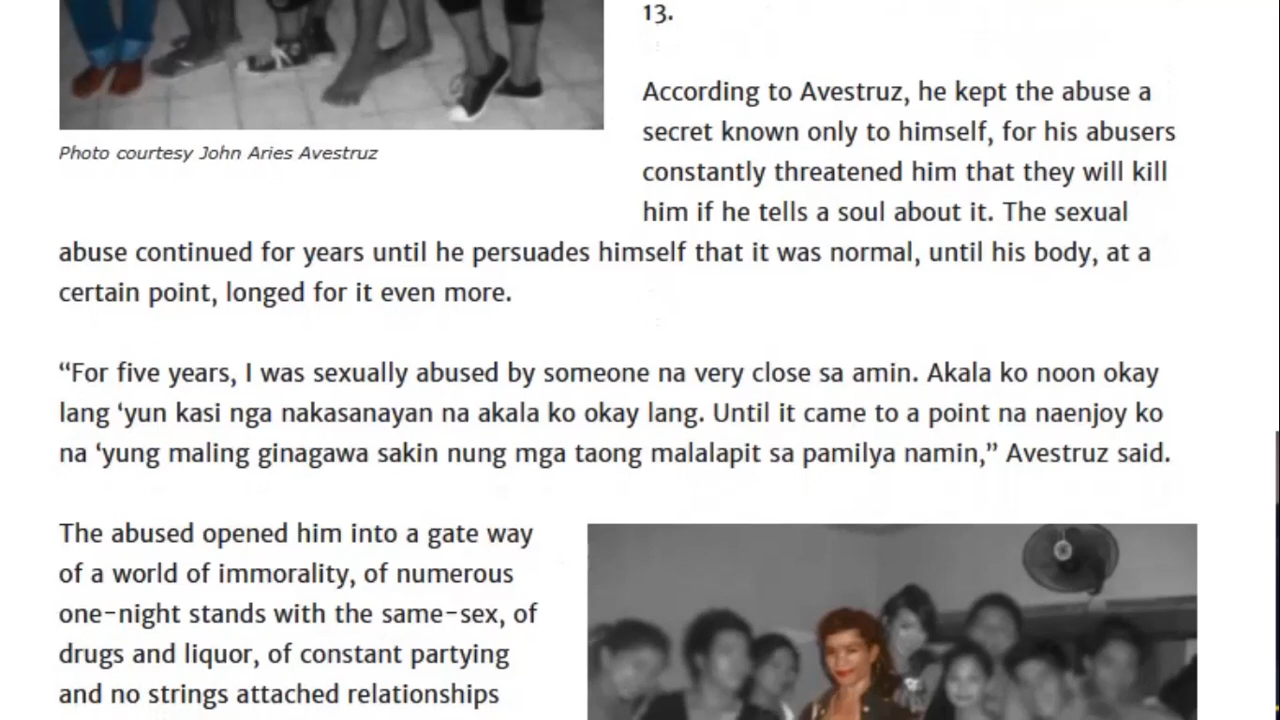 13.
Photo courtesy John Aries Avestruz
According to Avestruz, he kept the abuse a
secret known only to himself, for his abusers
constantly threatened him that they will kill
him if he tells a soul about it. The sexual
abuse continued for years until he persuades himself that it was normal, until his body, at a
certain point, longed for it even more.
“For five years, I was sexually abused by someone na very close sa amin. Akala ko noon okay
lang ‘yun kasi nga nakasanayan na akala ko okay lang. Until it came to a point na naenjoy ko
na ‘yung maling ginagawa sakin nung mga taong malalapit sa pamilya namin,” Avestruz said.
The abused opened him into a gate way
of a world of immorality, of numerous
one-night stands with the same-sex, of
drugs and liquor, of constant partying
and no strings attached relationships